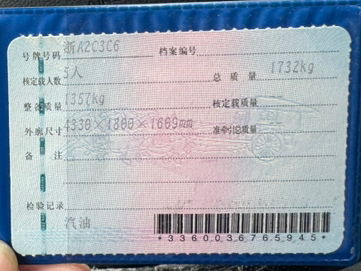 号牌号码 浙A2C3C6 档案编号
核定载人数 5人 总质量 1732kg
整备质量 1357kg 核定载质量
外廓尺寸 4330×1800×1669mm 准牵引总质量
备注
检验记录
汽油
*3360036765945*